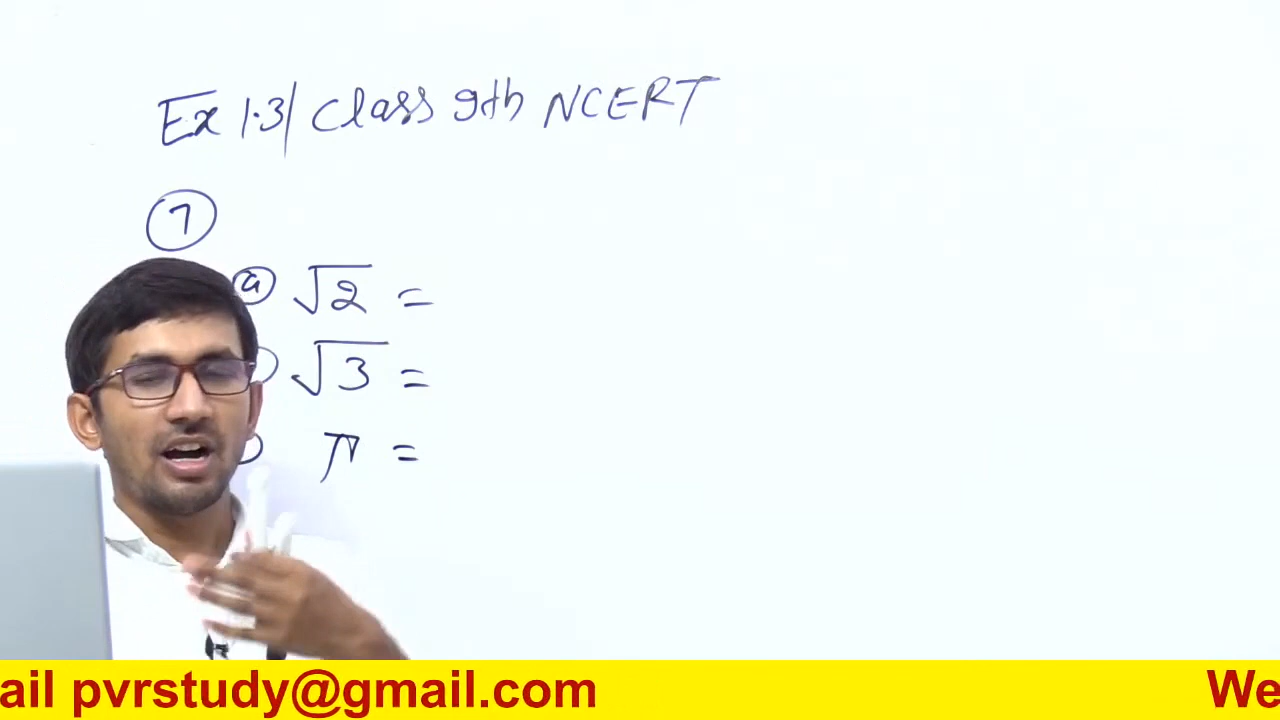 Ex 1.3/ Class 9th NCERT
7
a √2 =
√3 =
π =
ail pvrstudy@gmail.com We